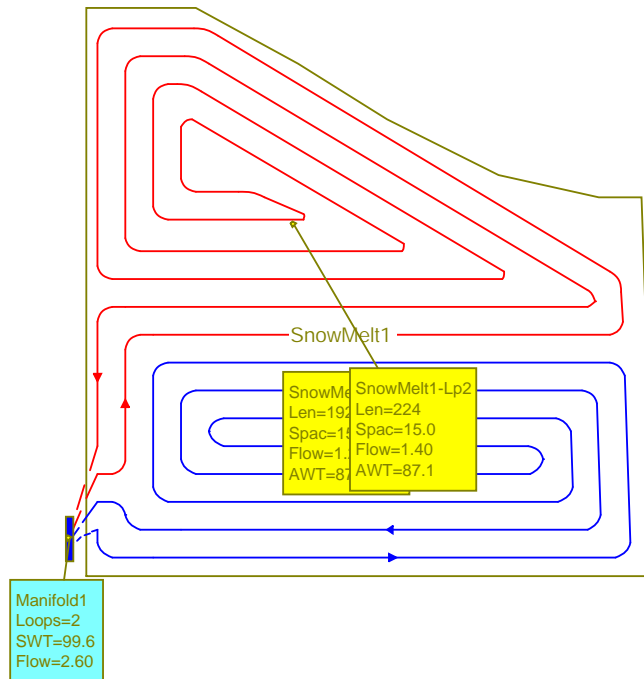 SnowMelt1
SnowMe
Len=192
Spac=15
Flow=1.
AWT=87
SnowMelt1-Lp2
Len=224
Spac=15.0
Flow=1.40
AWT=87.1
Manifold1
Loops=2
SWT=99.6
Flow=2.60